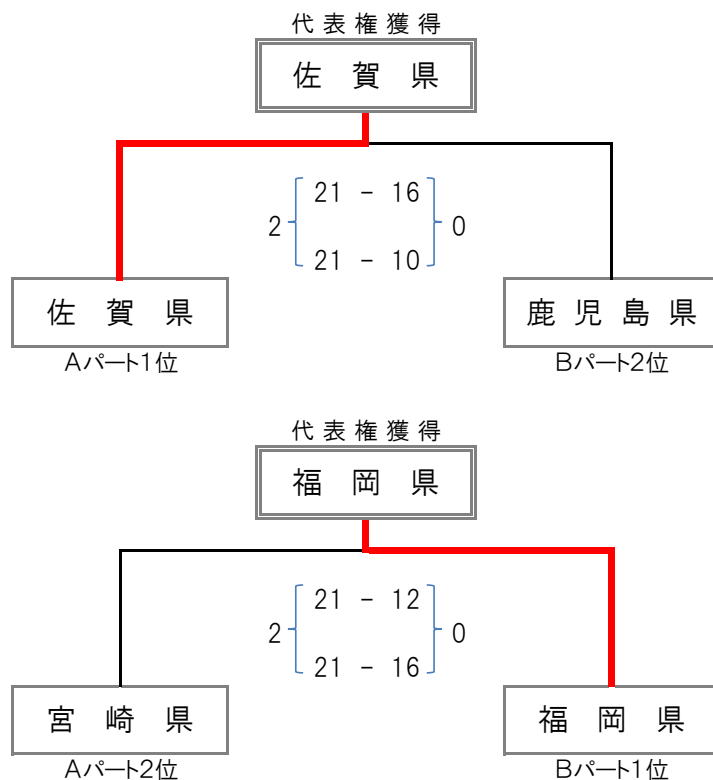 代表権獲得
佐賀県
21 - 16
2 0
21 - 10
佐賀県 鹿児島県
Aパート1位 Bパート2位
代表権獲得
福岡県
21 - 12
2 0
21 - 16
宮崎県 福岡県
Aパート2位 Bパート1位